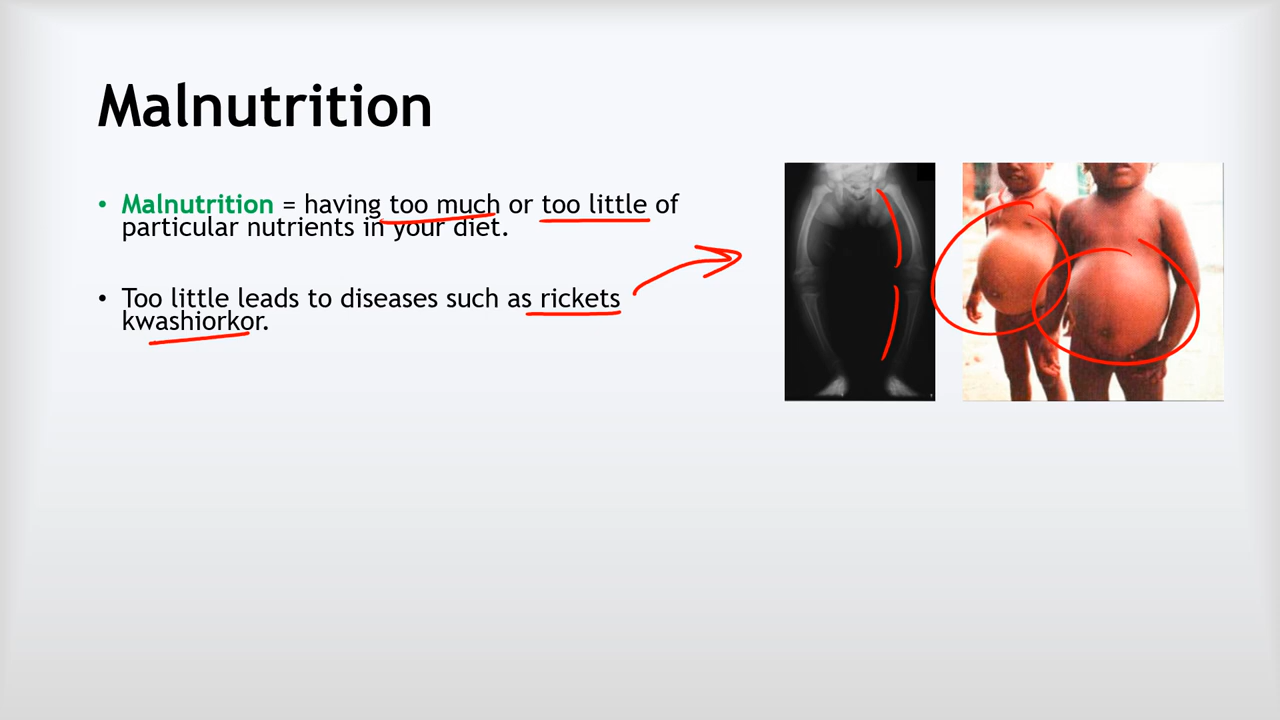 Malnutrition
• Malnutrition = having too much or too little of
particular nutrients in your diet.
• Too little leads to diseases such as rickets
kwashiorkor.